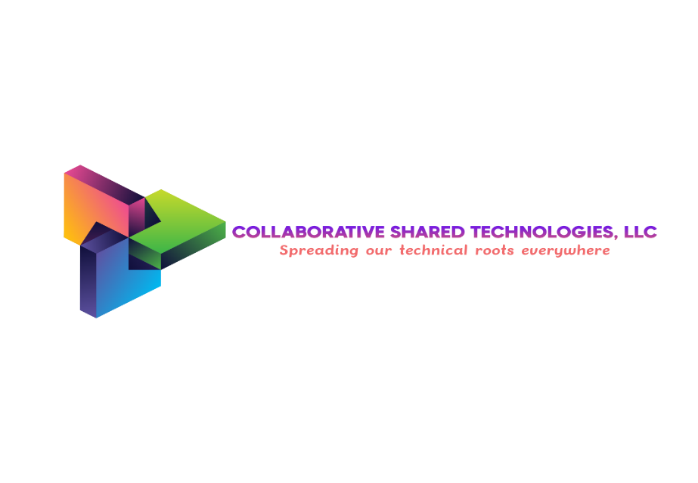 COLLABORATIVE SHARED TECHNOLOGIES, LLC
Spreading our technical roots everywhere